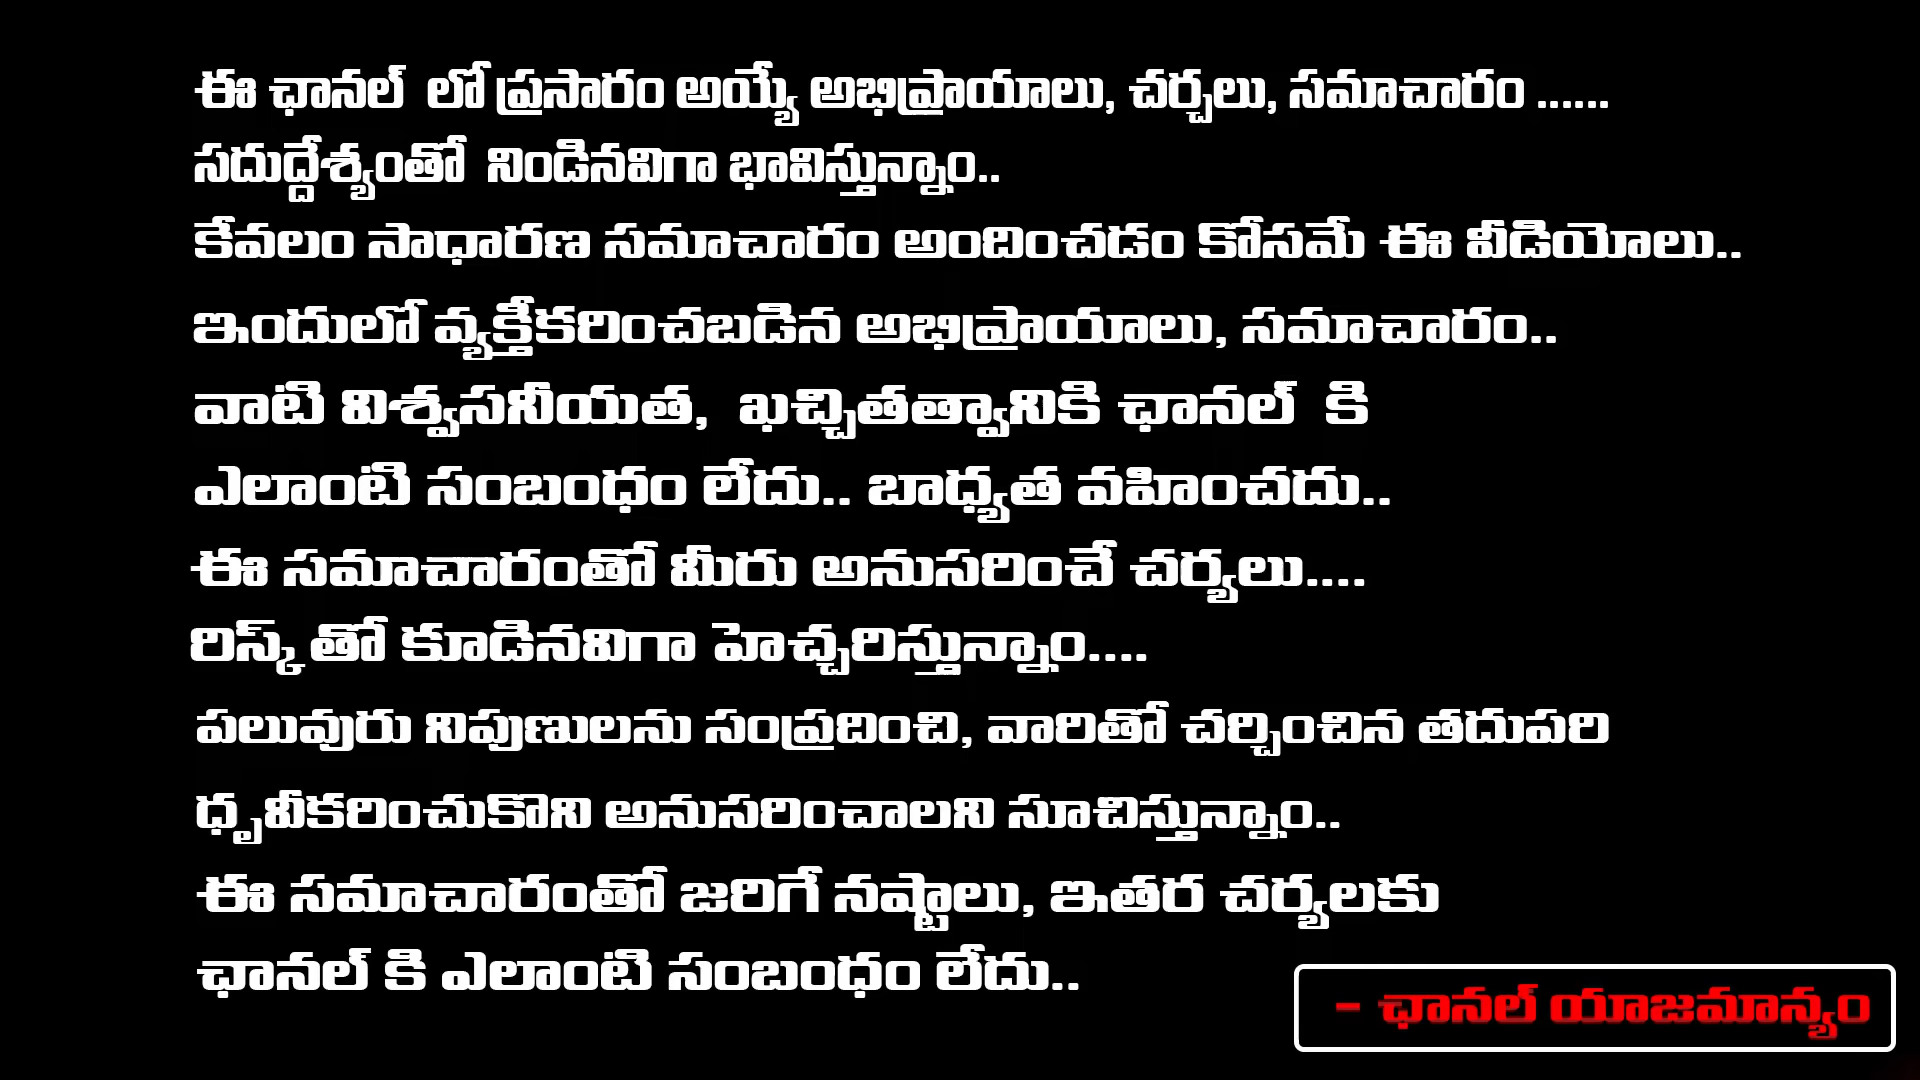 ఈ ఛానల్ లో ప్రసారం అయ్యే అభిప్రాయాలు, చర్చలు, సమాచారం ......
సదుద్దేశ్యంతో నిండినవిగా భావిస్తున్నాం..
కేవలం సాధారణ సమాచారం అందించడం కోసమే ఈ వీడియోలు..
ఇందులో వ్యక్తీకరించబడిన అభిప్రాయాలు, సమాచారం..
వాటి విశ్వసనీయత, ఖచ్చితత్వానికి ఛానల్ కి
ఎలాంటి సంబంధం లేదు.. బాధ్యత వహించదు..
ఈ సమాచారంతో మీరు అనుసరించే చర్యలు....
రిస్క్ తో కూడినవిగా హెచ్చరిస్తున్నాం....
పలువురు నిపుణులను సంప్రదించి, వారితో చర్చించిన తదుపరి
ధృవీకరించుకొని అనుసరించాలని సూచిస్తున్నాం..
ఈ సమాచారంతో జరిగే నష్టాలు, ఇతర చర్యలకు
ఛానల్ కి ఎలాంటి సంబంధం లేదు..
- ఛానల్ యాజమాన్యం